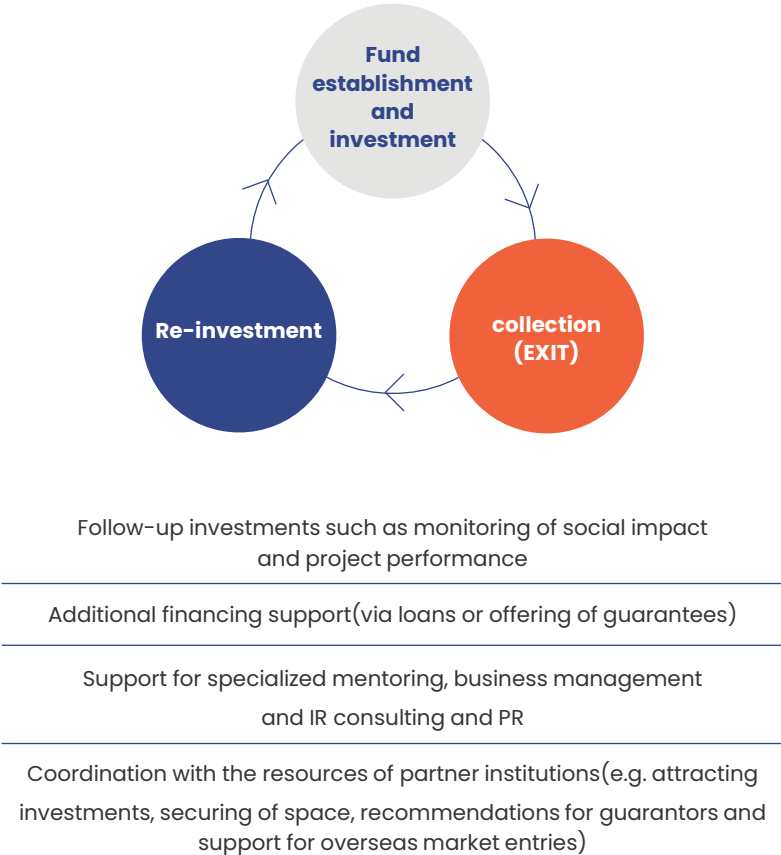 Fund
establishment
and
investment
Re-investment
collection
(EXIT)
Follow-up investments such as monitoring of social impact
and project performance
Additional financing support(via loans or offering of guarantees)
Support for specialized mentoring, business management
and IR consulting and PR
Coordination with the resources of partner institutions(e.g. attracting
investments, securing of space, recommendations for guarantors and
support for overseas market entries)